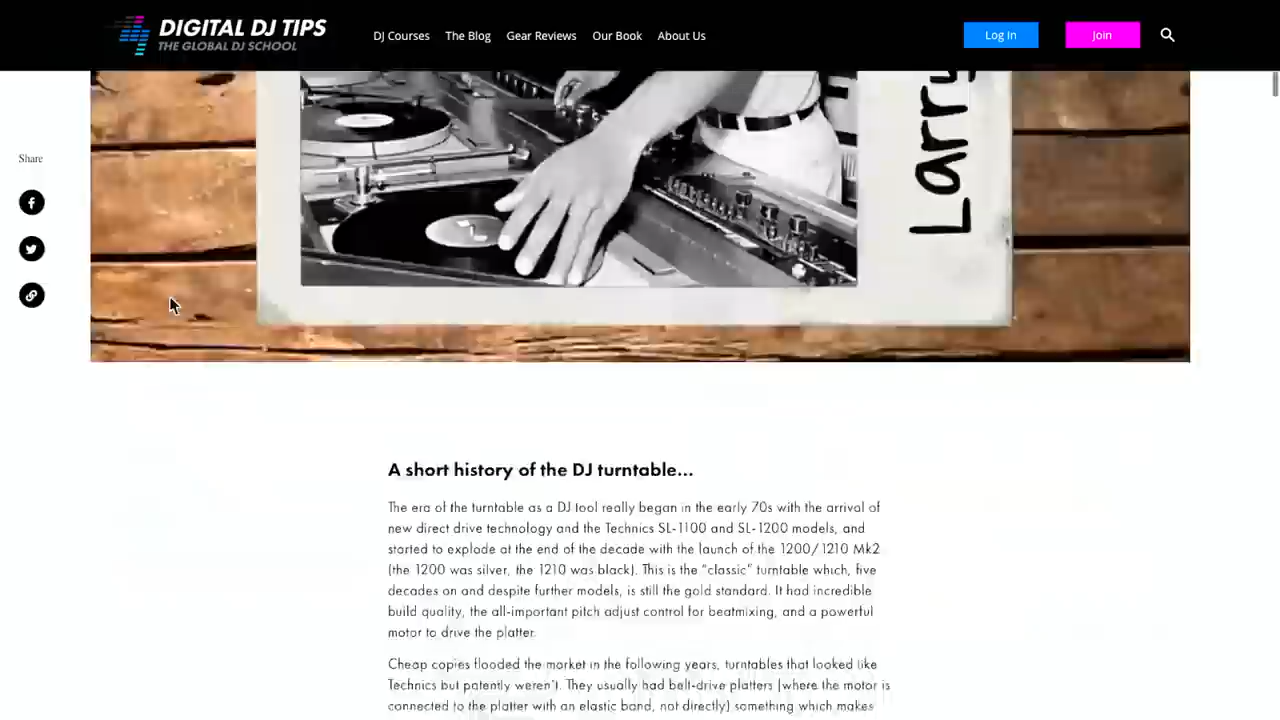 DIGITAL DJ TIPS
THE GLOBAL DJ SCHOOL
DJ Courses The Blog Gear Reviews Our Book About Us
Log In
Join
Larry
Share
A short history of the DJ turntable...
The era of the turntable as a DJ tool really began in the early 70s with the arrival of
new direct drive technology and the Technics SL-1100 and SL-1200 models, and
started to explode at the end of the decade with the launch of the 1200/1210 Mk2
(the 1200 was silver, the 1210 was black). This is the “classic” turntable which, five
decades on and despite further models, is still the gold standard. It had incredible
build quality, the all-important pitch adjust control for beatmixing, and a powerful
motor to drive the platter.
Cheap copies flooded the market in the following years, turntables that looked like
Technics but patently weren't. They usually had belt-drive platters (where the motor is
connected to the platter with an elastic band, not directly) something which makes